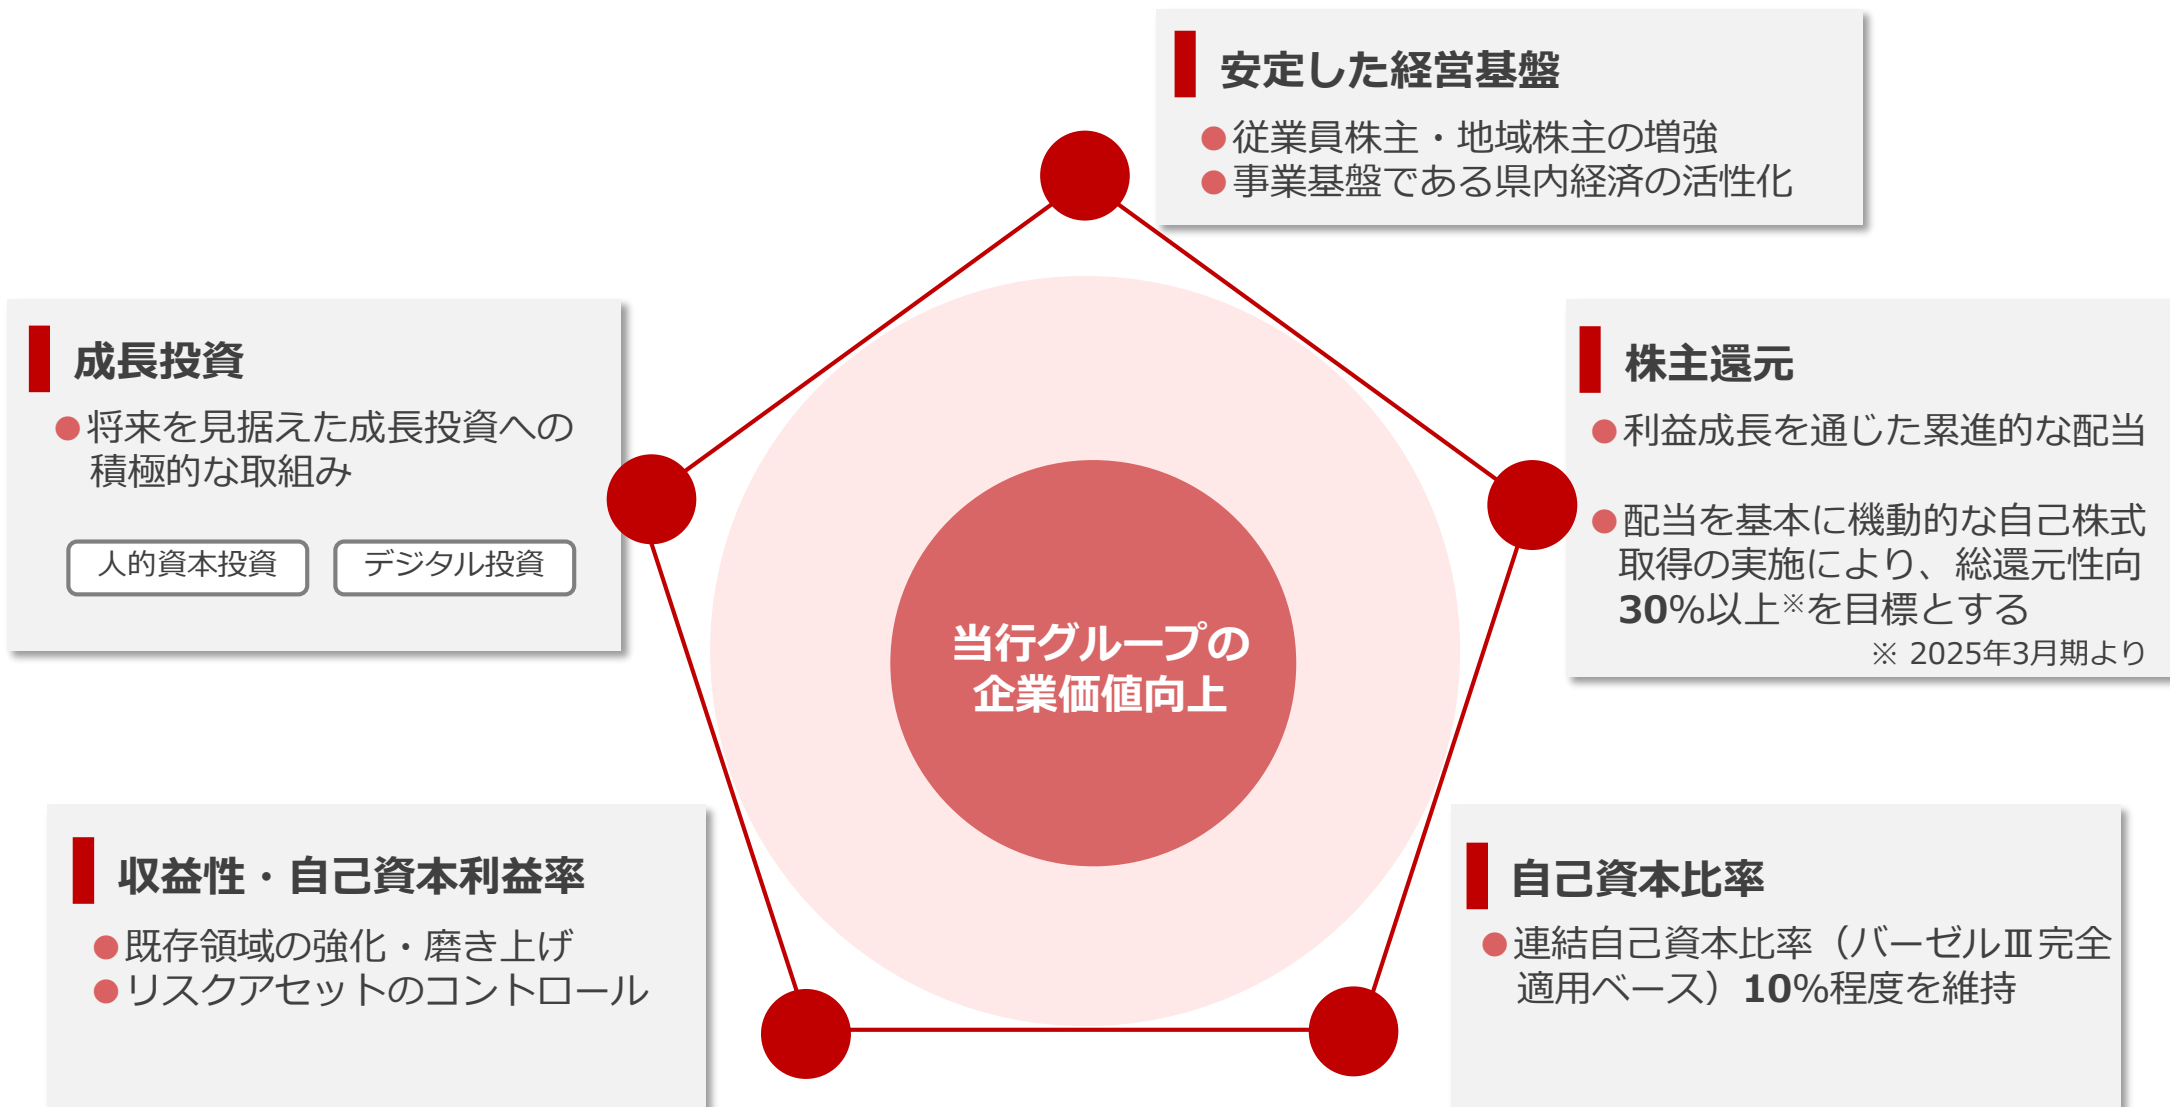 安定した経営基盤
●従業員株主・地域株主の増強
●事業基盤である県内経済の活性化
成長投資
●将来を見据えた成長投資への
積極的な取組み
人的資本投資
デジタル投資
株主還元
●利益成長を通じた累進的な配当
●配当を基本に機動的な自己株式
取得の実施により、総還元性向
30%以上※を目標とする
※ 2025年3月期より
当行グループの
企業価値向上
収益性・自己資本利益率
●既存領域の強化・磨き上げ
●リスクアセットのコントロール
自己資本比率
●連結自己資本比率（バーゼルⅢ完全
適用ベース）10%程度を維持